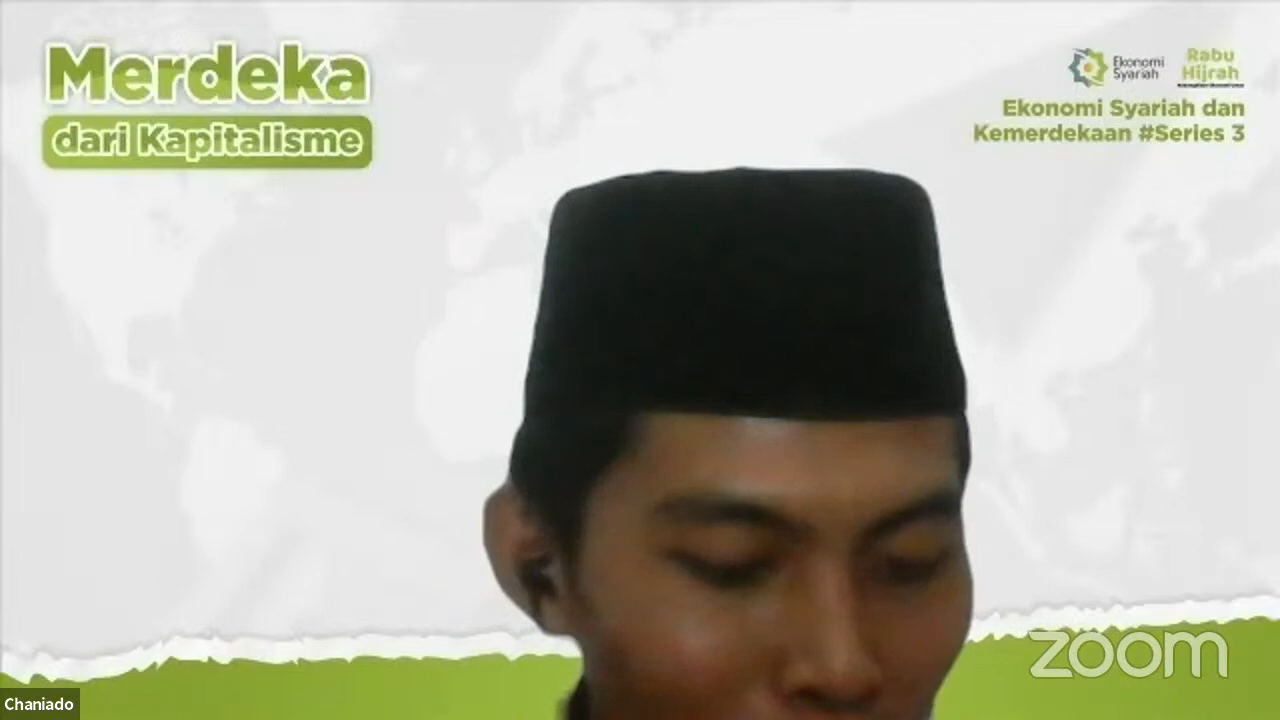 Merdeka
dari Kapitalisme
Ekonomi
Syariah
Rabu
Hijrah
Ekonomi Syariah dan
Kemerdekaan #Series 3
zoom
Chaniado